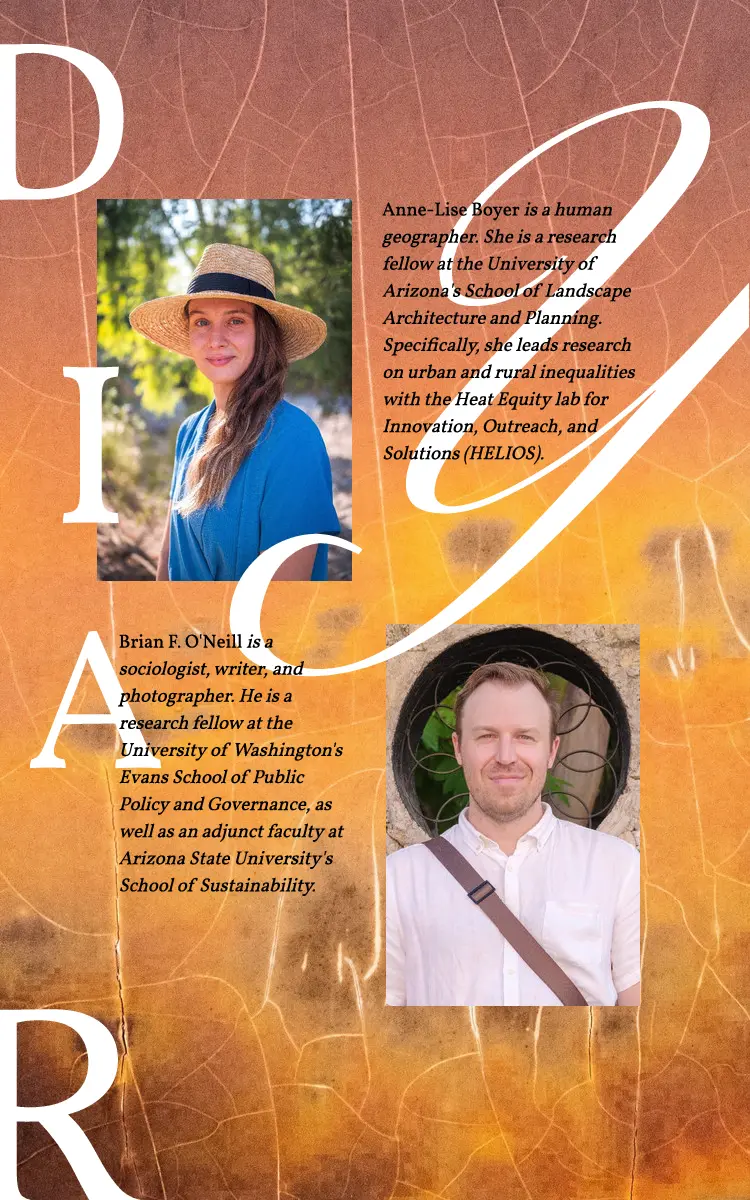 D
Y
Anne-Lise Boyer is a human
geographer. She is a research
fellow at the University of
Arizona's School of Landscape
Architecture and Planning.
Specifically, she leads research
on urban and rural inequalities
with the Heat Equity lab for
Innovation, Outreach, and
Solutions (HELIOS).
I
A
Brian F. O'Neill is a
sociologist, writer, and
photographer. He is a
research fellow at the
University of Washington's
Evans School of Public
Policy and Governance, as
well as an adjunct faculty at
Arizona State University's
School of Sustainability.
R